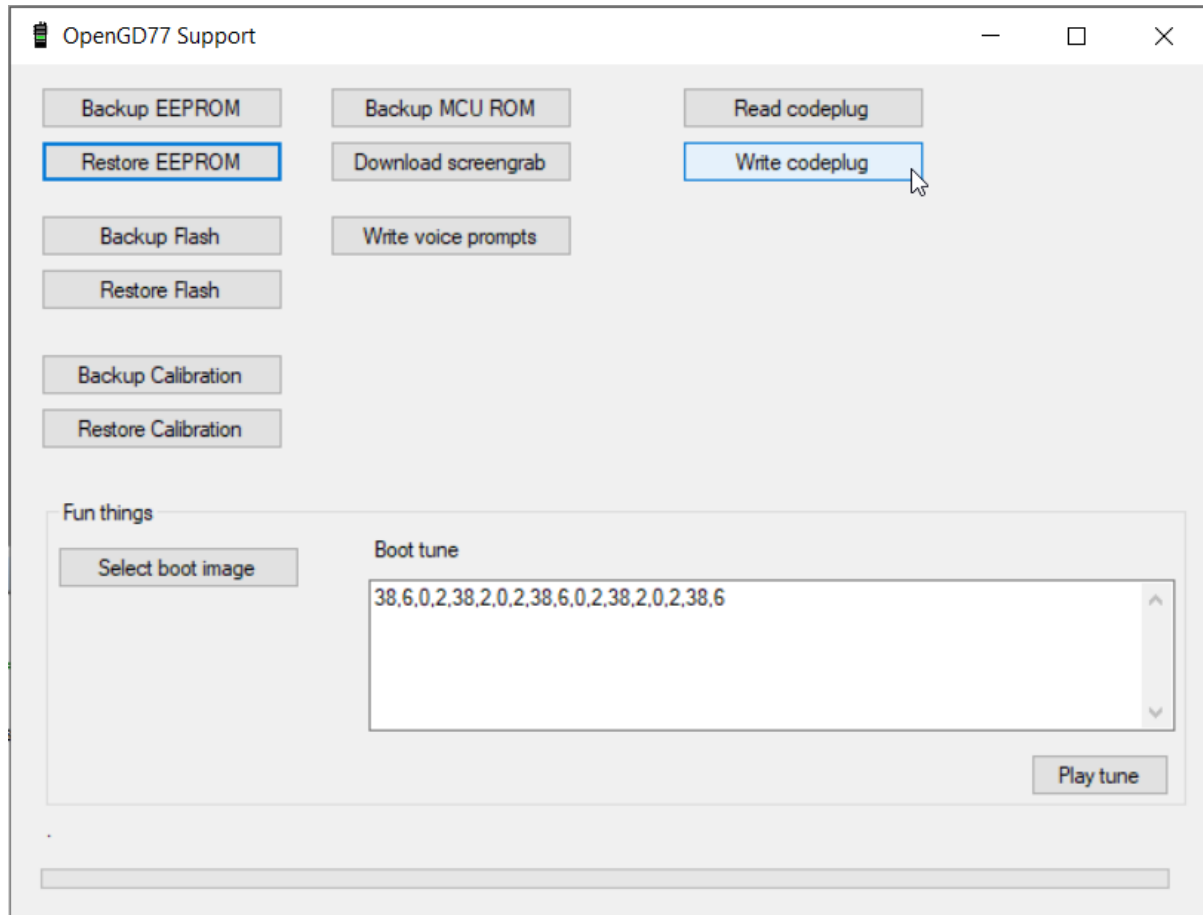 OpenGD77 Support
Backup EEPROM
Backup MCU ROM
Read codeplug
Restore EEPROM
Download screengrab
Write codeplug
Backup Flash
Write voice prompts
Restore Flash
Backup Calibration
Restore Calibration
Fun things
Select boot image
Boot tune
38,6,0,2,38,2,0,2,38,6,0,2,38,2,0,2,38,6
Play tune
.